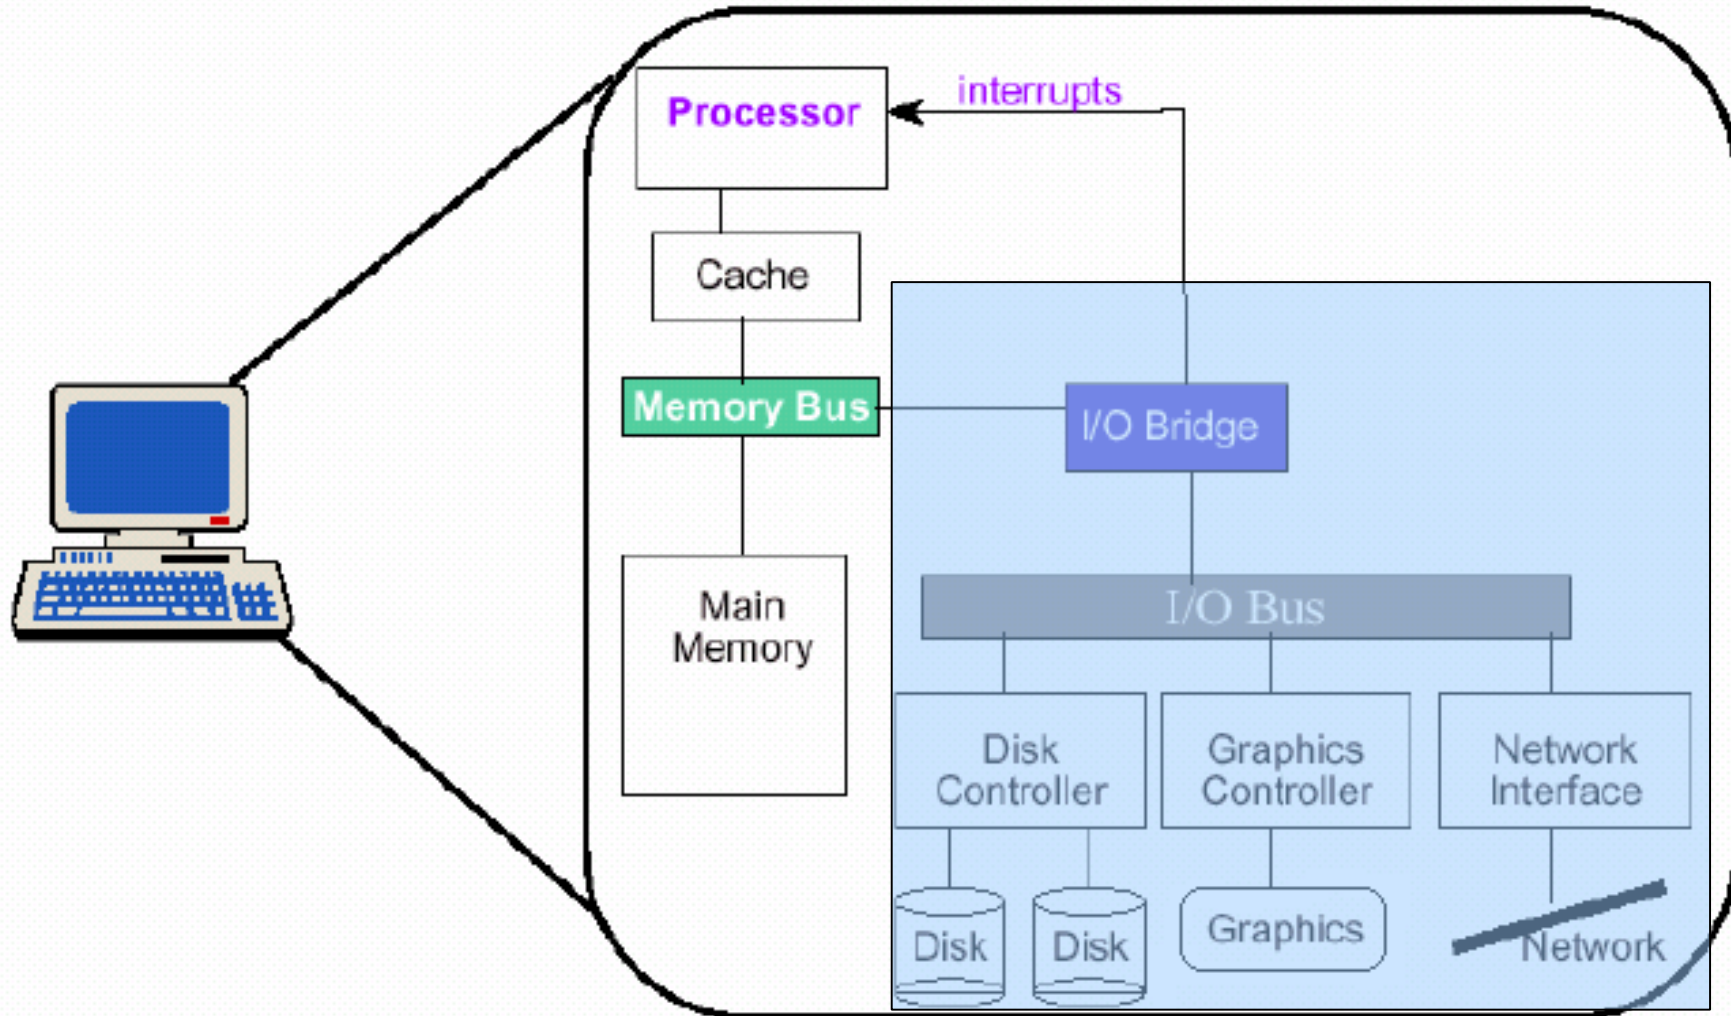 interrupts
Processor
Cache
Memory Bus
I/O Bridge
Main
Memory
I/O Bus
Disk
Controller
Graphics
Controller
Network
Interface
Disk
Disk
Graphics
Network